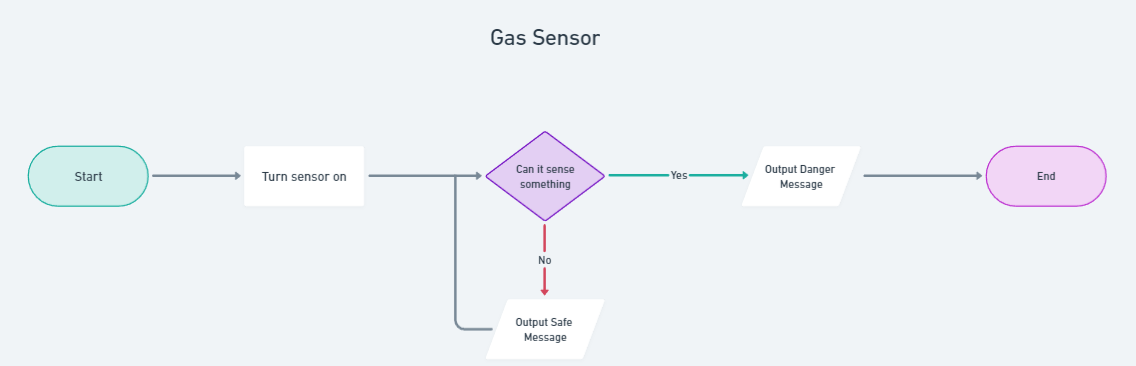 Gas Sensor
Start
Turn sensor on
Can it sense
something
Yes
Output Danger
Message
End
No
Output Safe
Message